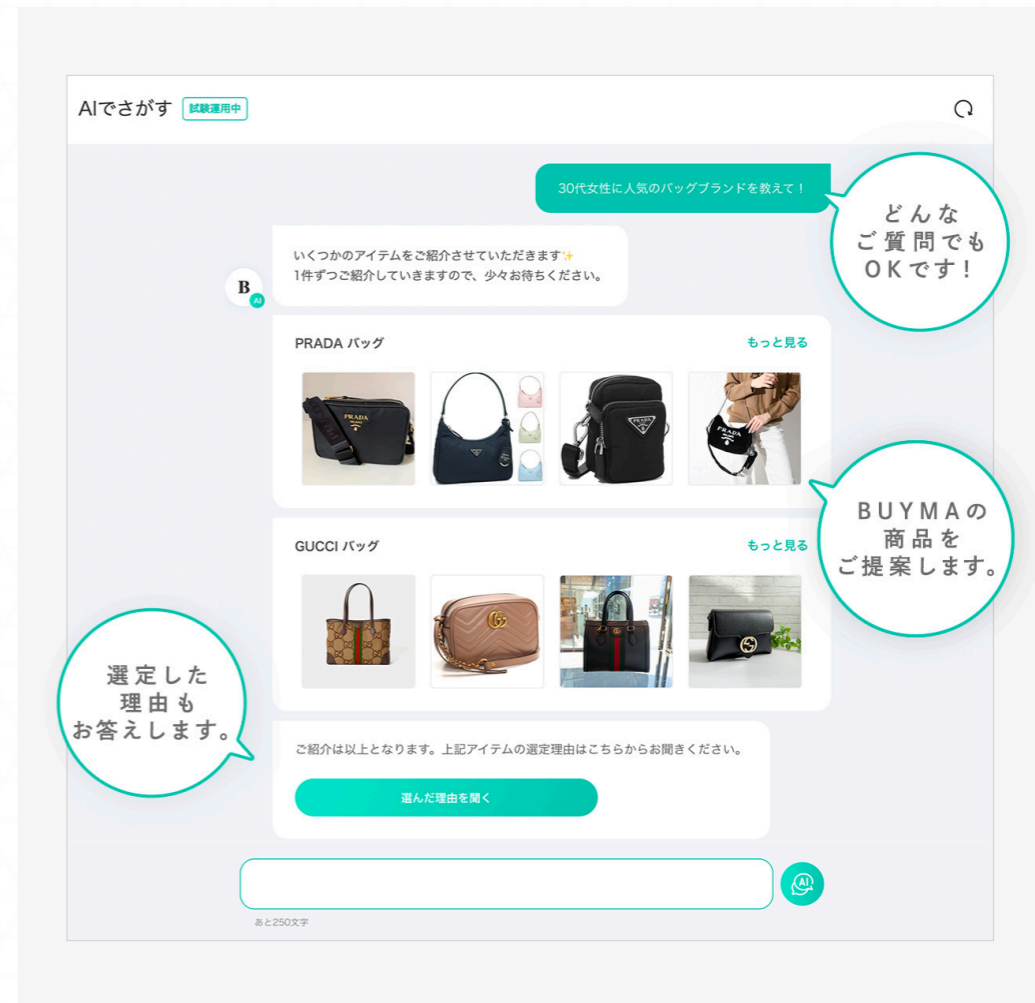 AIでさがす 試験運用中
30代女性に人気のバッグブランドを教えて！
どんな
ご質問でも
OKです！
いくつかのアイテムをご紹介させていただきます✨
1件ずつご紹介していきますので、少々お待ちください。
B
AI
PRADA バッグ もっと見る
PRADA
PRADA
BUYMAの
商品を
ご提案します。
GUCCI バッグ もっと見る
選定した
理由も
お答えします。
ご紹介は以上となります。上記アイテムの選定理由はこちらからお聞きください。
選んだ理由を聞く
AI
あと250文字